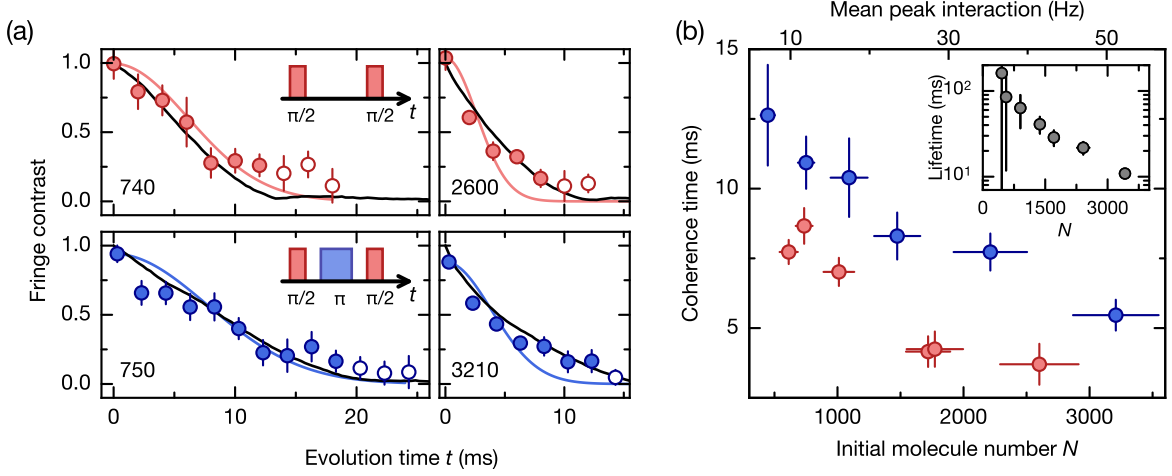 (a)
Fringe contrast
1.0
0.5
0.0
π/2
π/2
t
740
2600
1.0
0.5
0.0
π/2
π
π/2
t
750
3210
0
10
20
0
10
Evolution time t (ms)
(b)
Mean peak interaction (Hz)
10
30
50
Coherence time (ms)
15
10
5
Lifetime (ms)
10²
10¹
0
1500
3000
N
1000
2000
3000
Initial molecule number N